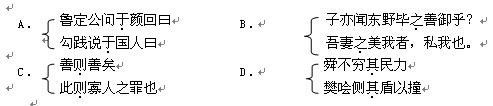 A. 鲁定公问于颜回曰 B. 子亦闻东野毕之善御乎?
勾践说于国人曰 吾妻之美我者,私我也。
C. 善则善矣 D. 舜不穷其民力
此则寡人之罪也 樊哙侧其盾以撞